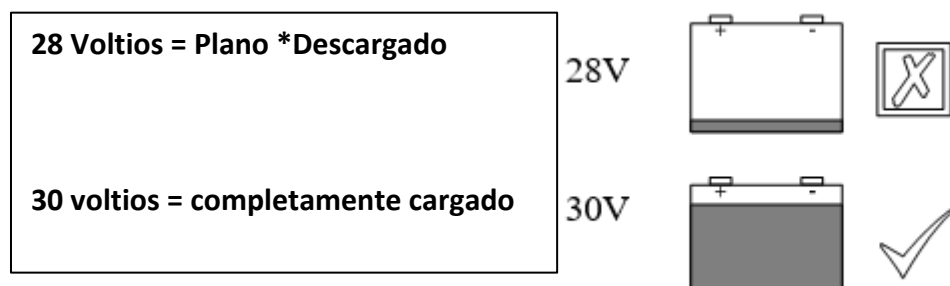 28 Voltios = Plano *Descargado
28V
+ -
30 voltios = completamente cargado
30V
+ -